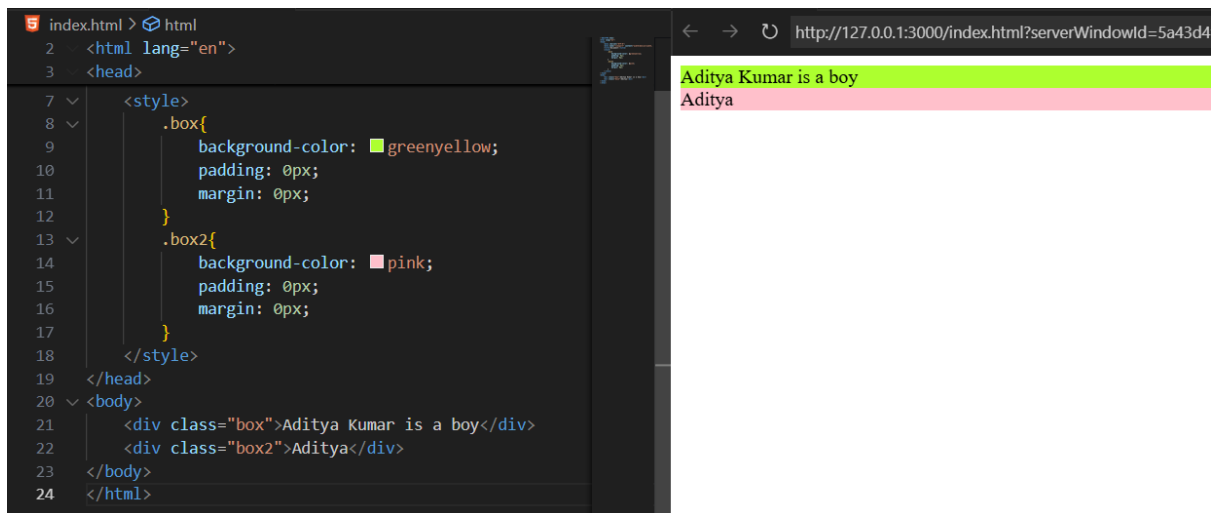 index.html > html
2 <html lang="en">
3 <head>
7 <style>
8 .box{
9 background-color: greenyellow;
10 padding: 0px;
11 margin: 0px;
12 }
13 .box2{
14 background-color: pink;
15 padding: 0px;
16 margin: 0px;
17 }
18 </style>
19 </head>
20 <body>
21 <div class="box">Aditya Kumar is a boy</div>
22 <div class="box2">Aditya</div>
23 </body>
24 </html>
http://127.0.0.1:3000/index.html?serverWindowId=5a43d4
Aditya Kumar is a boy
Aditya